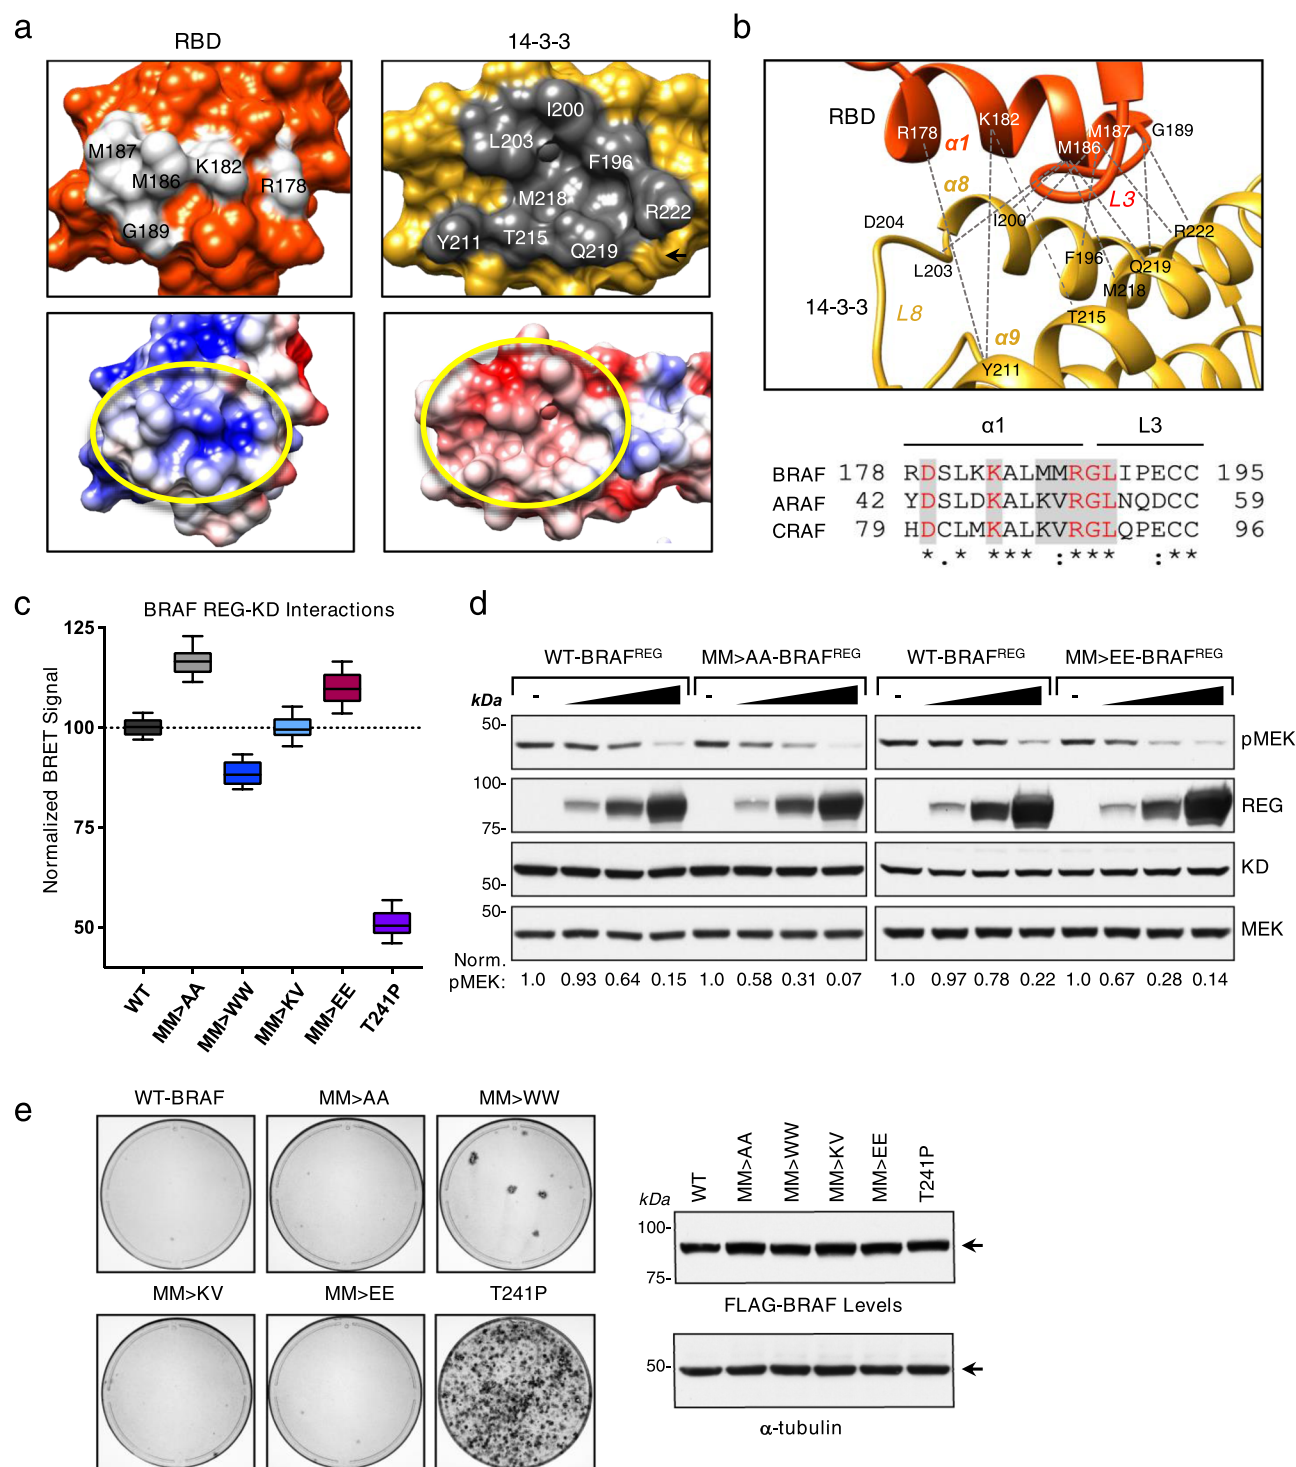 a
RBD
14-3-3
M187
M186
K182
R178
G189
I200
L203
F196
M218
R222
Y211
T215
Q219
b
RBD
R178
K182
M187
M186
G189
α1
α8
L3
D204
I200
R222
L203
F196
Q219
M218
14-3-3
L8
T215
α9
Y211
α1
L3
BRAF 178 RDSLKKALMMRGLIPECC 195
ARAF 42 YDSLDKALKVRGLNQDCC 59
CRAF 79 HDCLMKALKVRGLQPECC 96
*.* *** :*** :**
c
BRAF REG-KD Interactions
Normalized BRET Signal
125
100
75
50
WT
MM>AA
MM>WW
MM>KV
MM>EE
T241P
d
WT-BRAFᴿᴱᴳ MM>AA-BRAFᴿᴱᴳ WT-BRAFᴿᴱᴳ MM>EE-BRAFᴿᴱᴳ
kDa - - - -
50- pMEK
100- REG
75-
KD
50-
50- MEK
Norm.
pMEK: 1.0 0.93 0.64 0.15 1.0 0.58 0.31 0.07 1.0 0.97 0.78 0.22 1.0 0.67 0.28 0.14
e
WT-BRAF MM>AA MM>WW
MM>KV MM>EE T241P
kDa
WT
MM>AA
MM>WW
MM>KV
MM>EE
T241P
100-
75-
FLAG-BRAF Levels
50-
α-tubulin